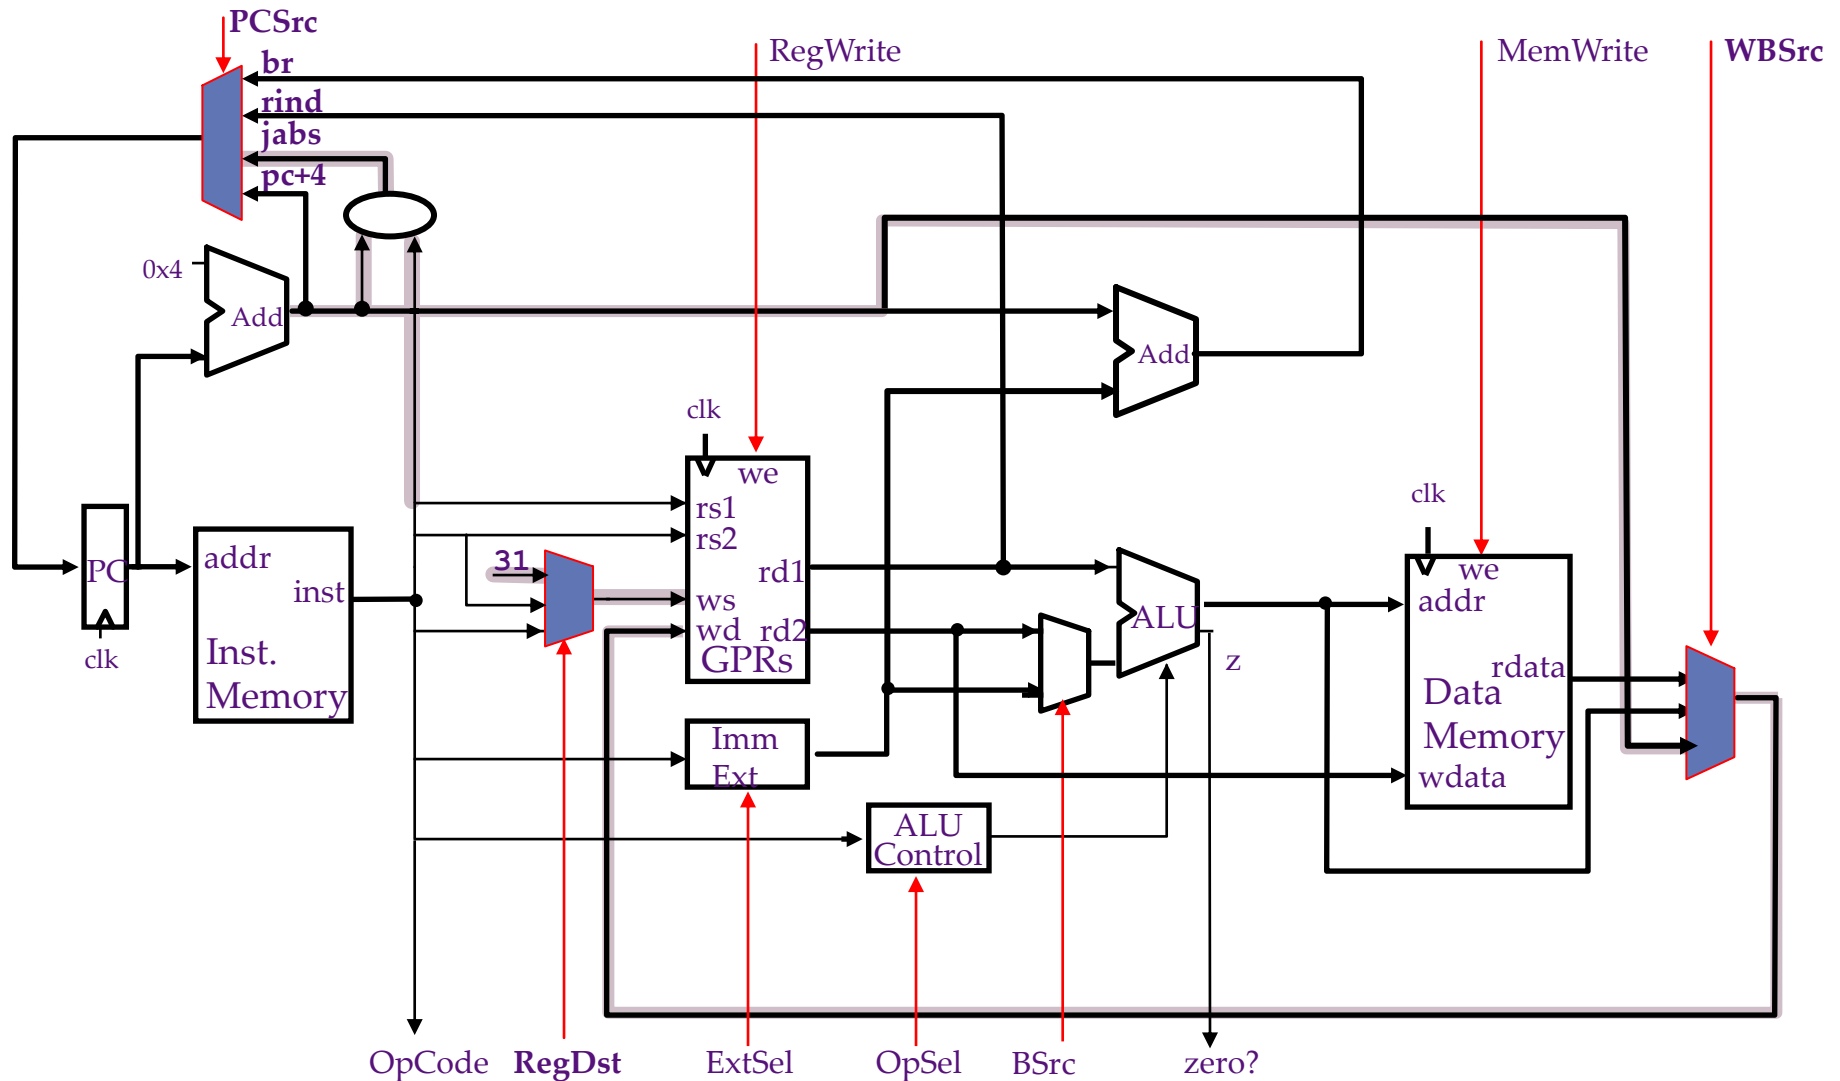 PCSrc
br
rind
jabs
pc+4
RegWrite
MemWrite
WBSrc
0x4
Add
Add
clk
we
rs1
rs2
ws
wd
rd1
rd2
GPRs
31
PC
clk
addr
inst
Inst.
Memory
ALU
z
clk
we
addr
rdata
Data
Memory
wdata
Imm
Ext
ALU
Control
OpCode
RegDst
ExtSel
OpSel
BSrc
zero?